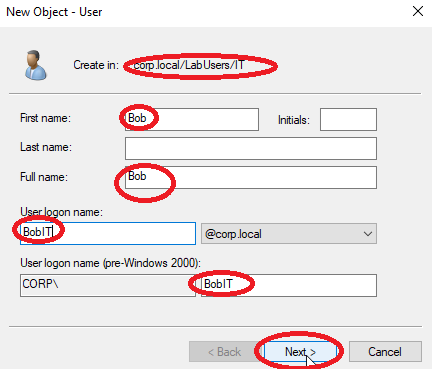 New Object - User
Create in: corp.local/LabUsers/IT
First name: Bob Initials:
Last name:
Full name: Bob
User logon name:
BobIT @corp.local
User logon name (pre-Windows 2000):
CORP\ BobIT
< Back Next > Cancel